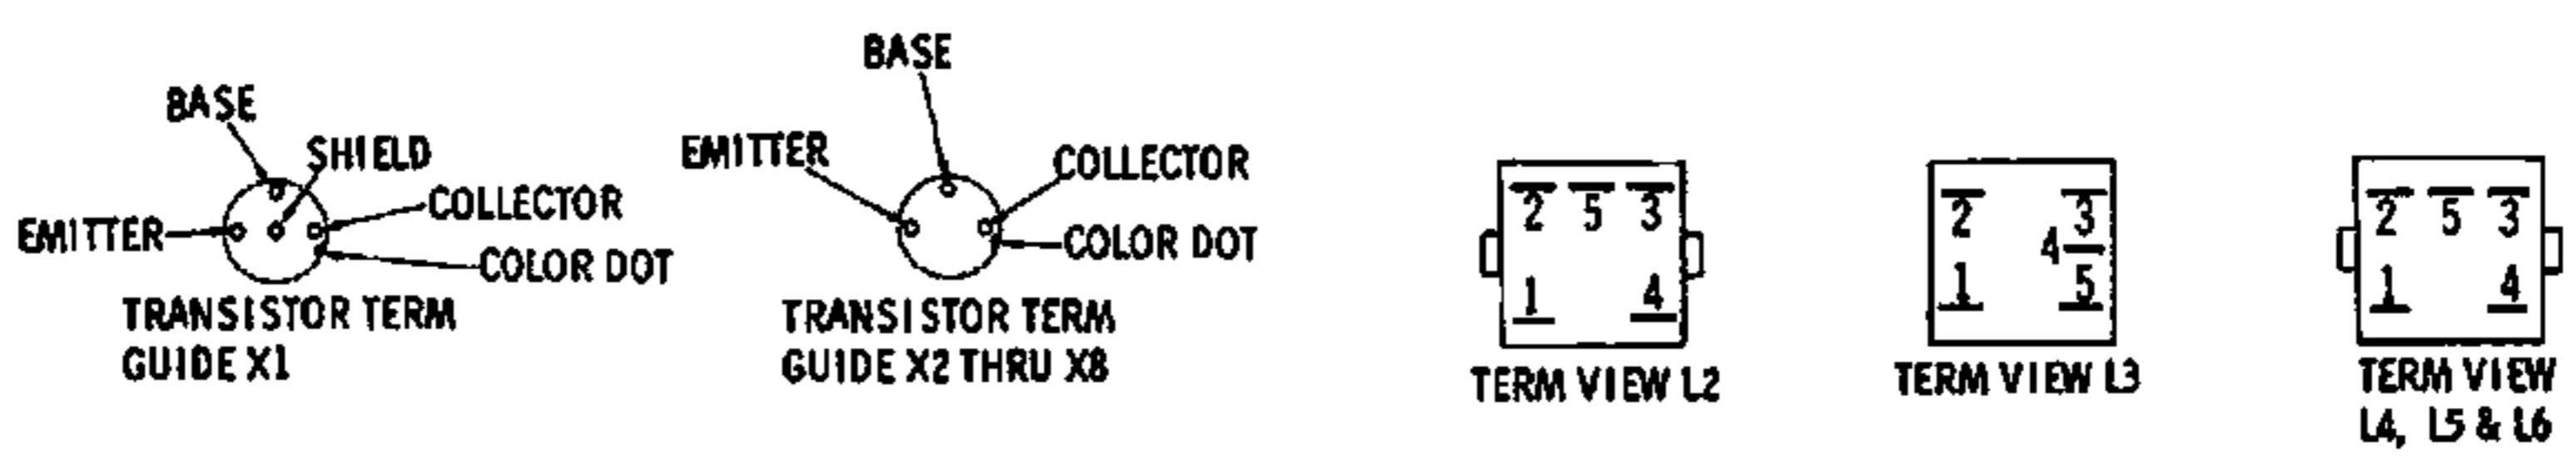 BASE
SHIELD
EMITTER
COLLECTOR
COLOR DOT
TRANSISTOR TERM
GUIDE X1
BASE
EMITTER
COLLECTOR
COLOR DOT
TRANSISTOR TERM
GUIDE X2 THRU X8
2 5 3
1 4
TERM VIEW L2
2 3
4
1 5
TERM VIEW L3
2 5 3
1 4
TERM VIEW
L4, L5 & L6